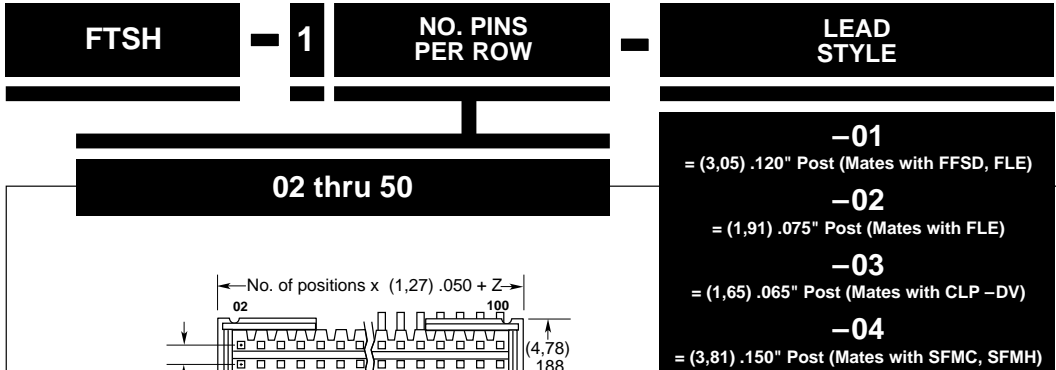 FTSH
1
NO. PINS
PER ROW
LEAD
STYLE
02 thru 50
–01
= (3,05) .120" Post (Mates with FFSD, FLE)
–02
= (1,91) .075" Post (Mates with FLE)
–03
= (1,65) .065" Post (Mates with CLP –DV)
–04
= (3,81) .150" Post (Mates with SFMC, SFMH)
No. of positions x (1,27) .050 + Z
02
100
(4,78)
.188